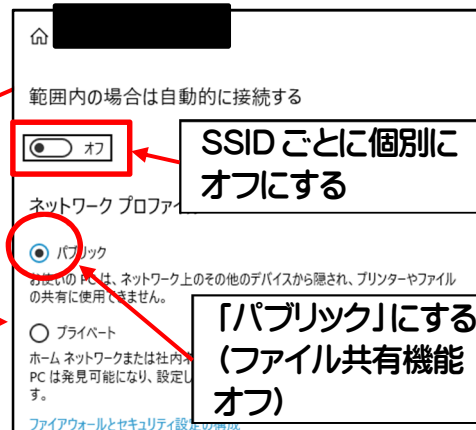 範囲内の場合は自動的に接続する
オフ
SSIDごとに個別に
オフにする
ネットワーク プロファイル
パブリック
お使いの PC は、ネットワーク上のその他のデバイスから隠され、プリンターやファイル
の共有に使用できません。
「パブリック」にする
(ファイル共有機能
オフ)
プライベート
ホーム ネットワークまたは社内ネ
PC は発見可能になり、設定し
す。
ファイアウォールとセキュリティ設定の構成